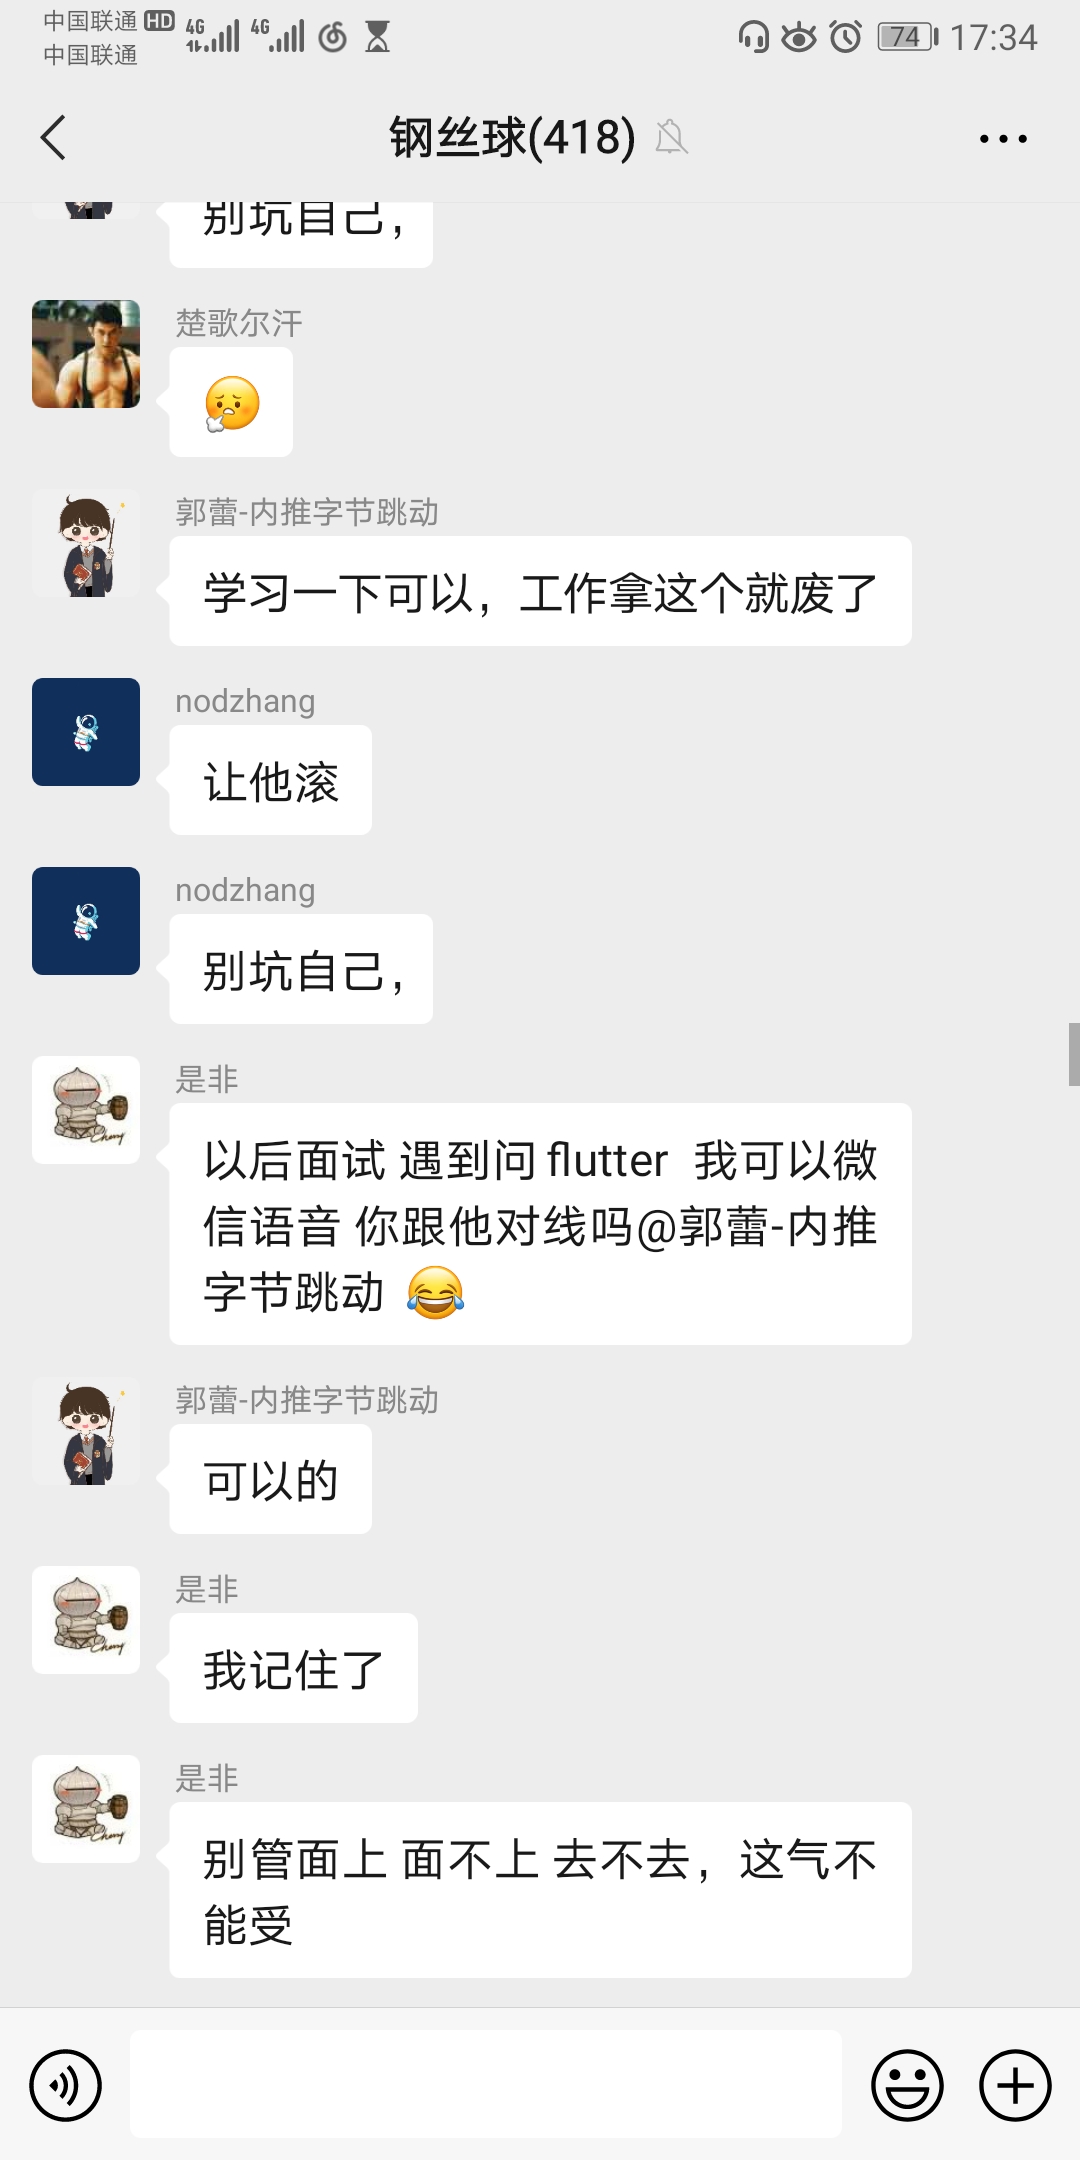 中国联通 HD 4G 4G 74 17:34
中国联通
钢丝球(418)
别坑自己，
楚歌尔汗
郭蕾-内推字节跳动
学习一下可以，工作拿这个就废了
nodzhang
让他滚
nodzhang
别坑自己，
是非
以后面试 遇到问 flutter 我可以微
信语音 你跟他对线吗@郭蕾-内推
字节跳动 😂
郭蕾-内推字节跳动
可以的
是非
我记住了
是非
别管面上 面不上 去不去，这气不
能受